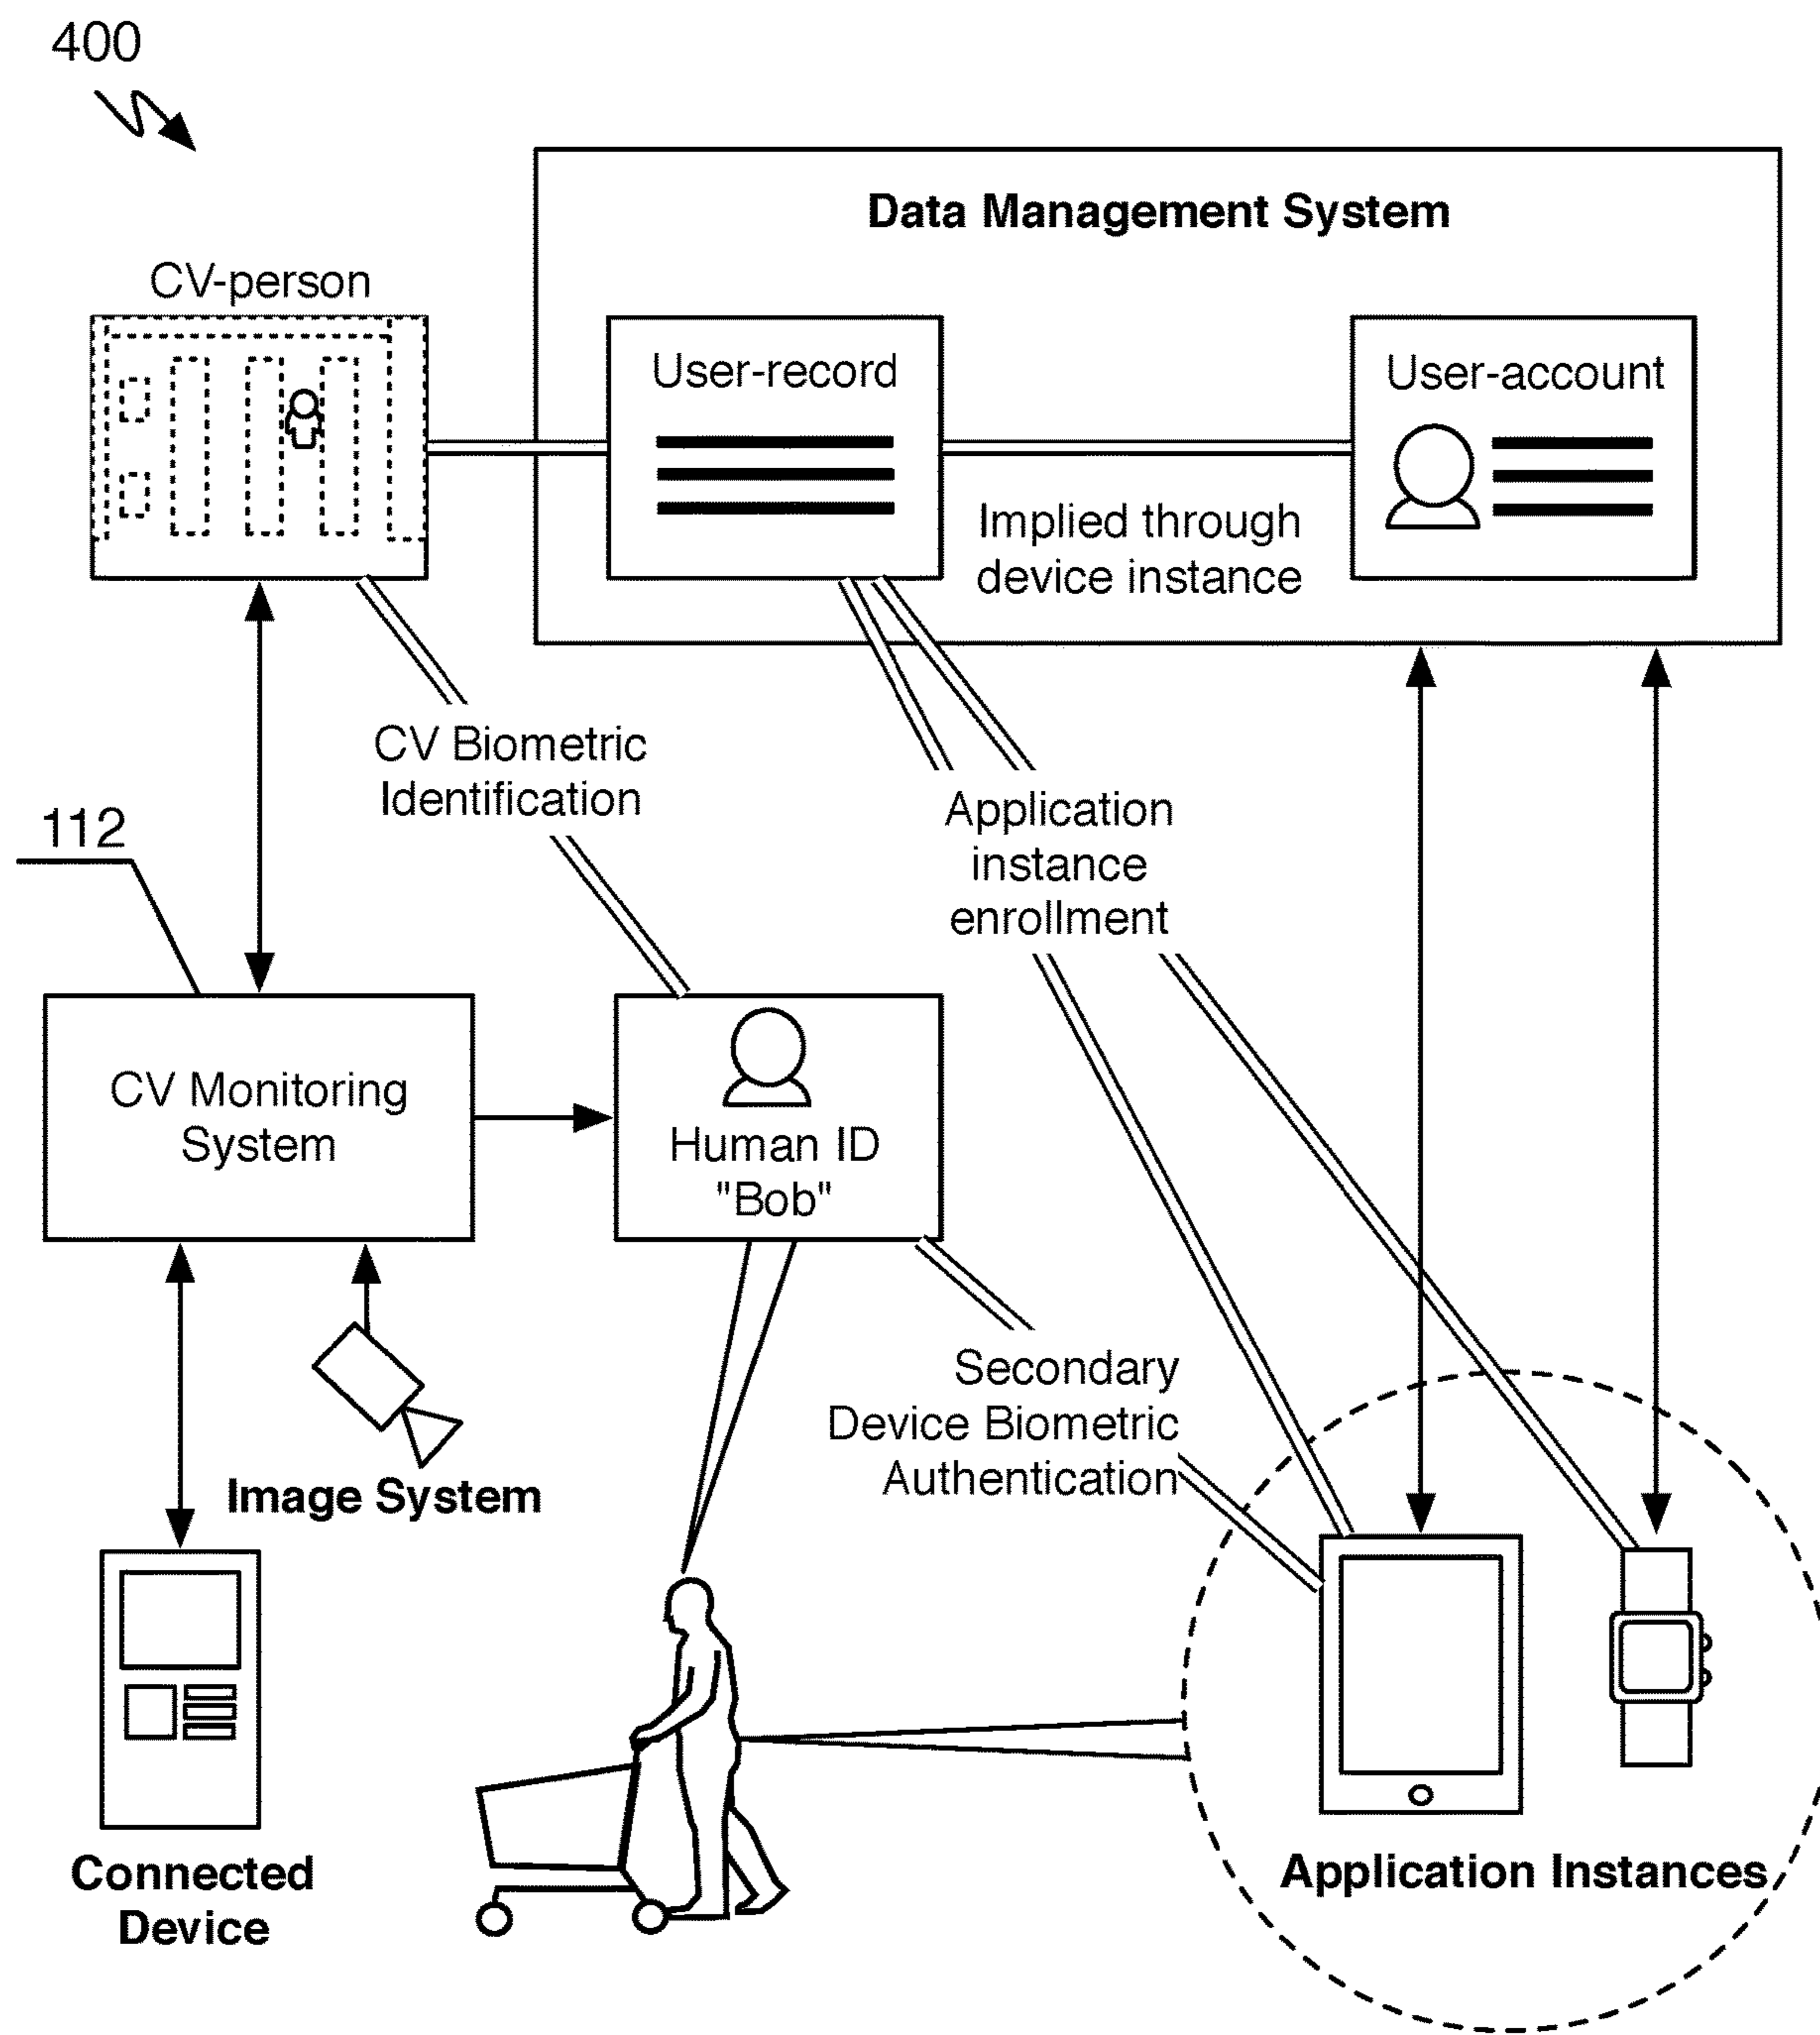 400
Data Management System
CV-person
User-record
User-account
Implied through
device instance
CV Biometric
Identification
Application
instance
enrollment
112
CV Monitoring
System
Human ID
"Bob"
Secondary
Device Biometric
Authentication
Image System
Connected
Device
Application Instances